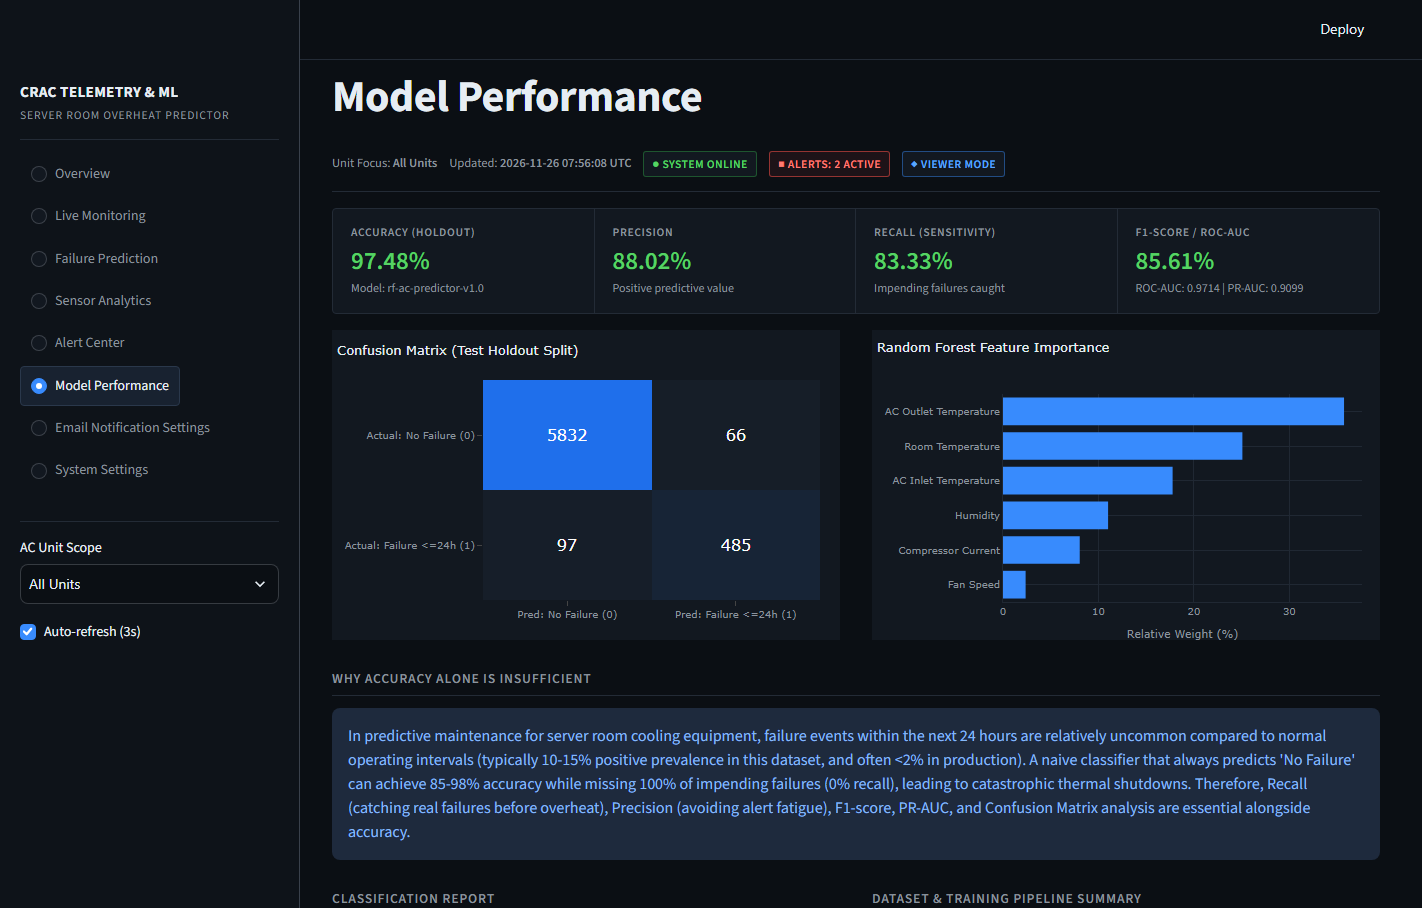 Deploy
CRAC TELEMETRY & ML
SERVER ROOM OVERHEAT PREDICTOR
Overview
Live Monitoring
Failure Prediction
Sensor Analytics
Alert Center
Model Performance
Email Notification Settings
System Settings
AC Unit Scope
All Units
Auto-refresh (3s)
Model Performance
Unit Focus: All Units Updated: 2026-11-26 07:56:08 UTC SYSTEM ONLINE ALERTS: 2 ACTIVE VIEWER MODE
ACCURACY (HOLDOUT)
97.48%
Model: rf-ac-predictor-v1.0
PRECISION
88.02%
Positive predictive value
RECALL (SENSITIVITY)
83.33%
Impending failures caught
F1-SCORE / ROC-AUC
85.61%
ROC-AUC: 0.9714 | PR-AUC: 0.9099
Confusion Matrix (Test Holdout Split)
Actual: No Failure (0) 5832 66
Actual: Failure <=24h (1) 97 485
Pred: No Failure (0) Pred: Failure <=24h (1)
Random Forest Feature Importance
AC Outlet Temperature
Room Temperature
AC Inlet Temperature
Humidity
Compressor Current
Fan Speed
0 10 20 30
Relative Weight (%)
WHY ACCURACY ALONE IS INSUFFICIENT
In predictive maintenance for server room cooling equipment, failure events within the next 24 hours are relatively uncommon compared to normal
operating intervals (typically 10-15% positive prevalence in this dataset, and often <2% in production). A naive classifier that always predicts 'No Failure'
can achieve 85-98% accuracy while missing 100% of impending failures (0% recall), leading to catastrophic thermal shutdowns. Therefore, Recall
(catching real failures before overheat), Precision (avoiding alert fatigue), F1-score, PR-AUC, and Confusion Matrix analysis are essential alongside
accuracy.
CLASSIFICATION REPORT
DATASET & TRAINING PIPELINE SUMMARY